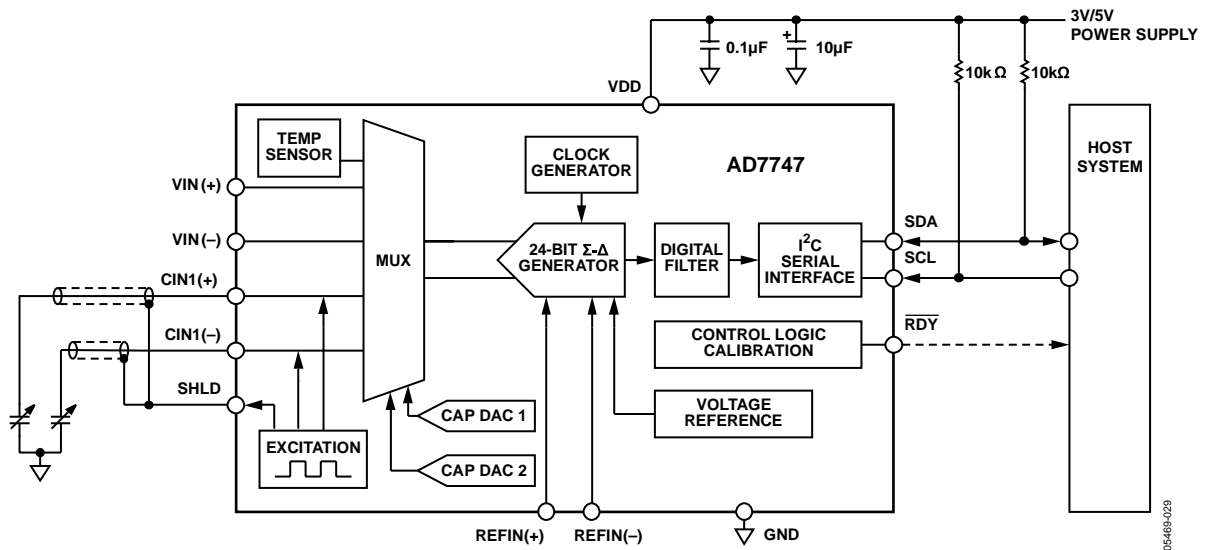 3V/5V
POWER SUPPLY
0.1µF
+
10µF
10kΩ
10kΩ
VDD
TEMP
SENSOR
CLOCK
GENERATOR
AD7747
HOST
SYSTEM
VIN(+)
VIN(–)
MUX
24-BIT Σ-Δ
GENERATOR
DIGITAL
FILTER
I²C
SERIAL
INTERFACE
SDA
SCL
CIN1(+)
CIN1(–)
CONTROL LOGIC
CALIBRATION
RDY
SHLD
CAP DAC 1
VOLTAGE
REFERENCE
EXCITATION
CAP DAC 2
REFIN(+)
REFIN(–)
GND
05469-029